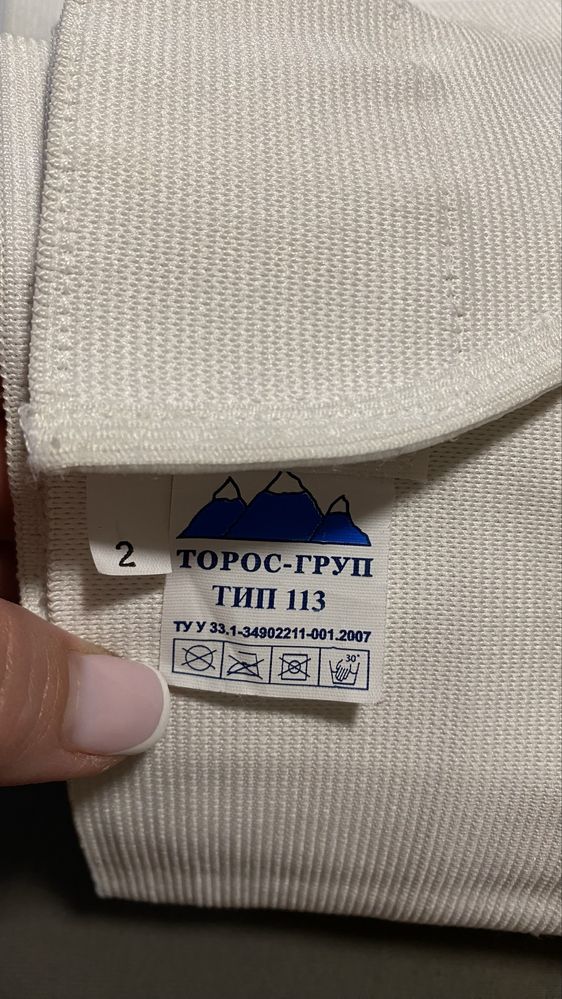 2
ТОРОС-ГРУП
ТИП 113
ТУ У 33.1-34902211-001.2007
30°